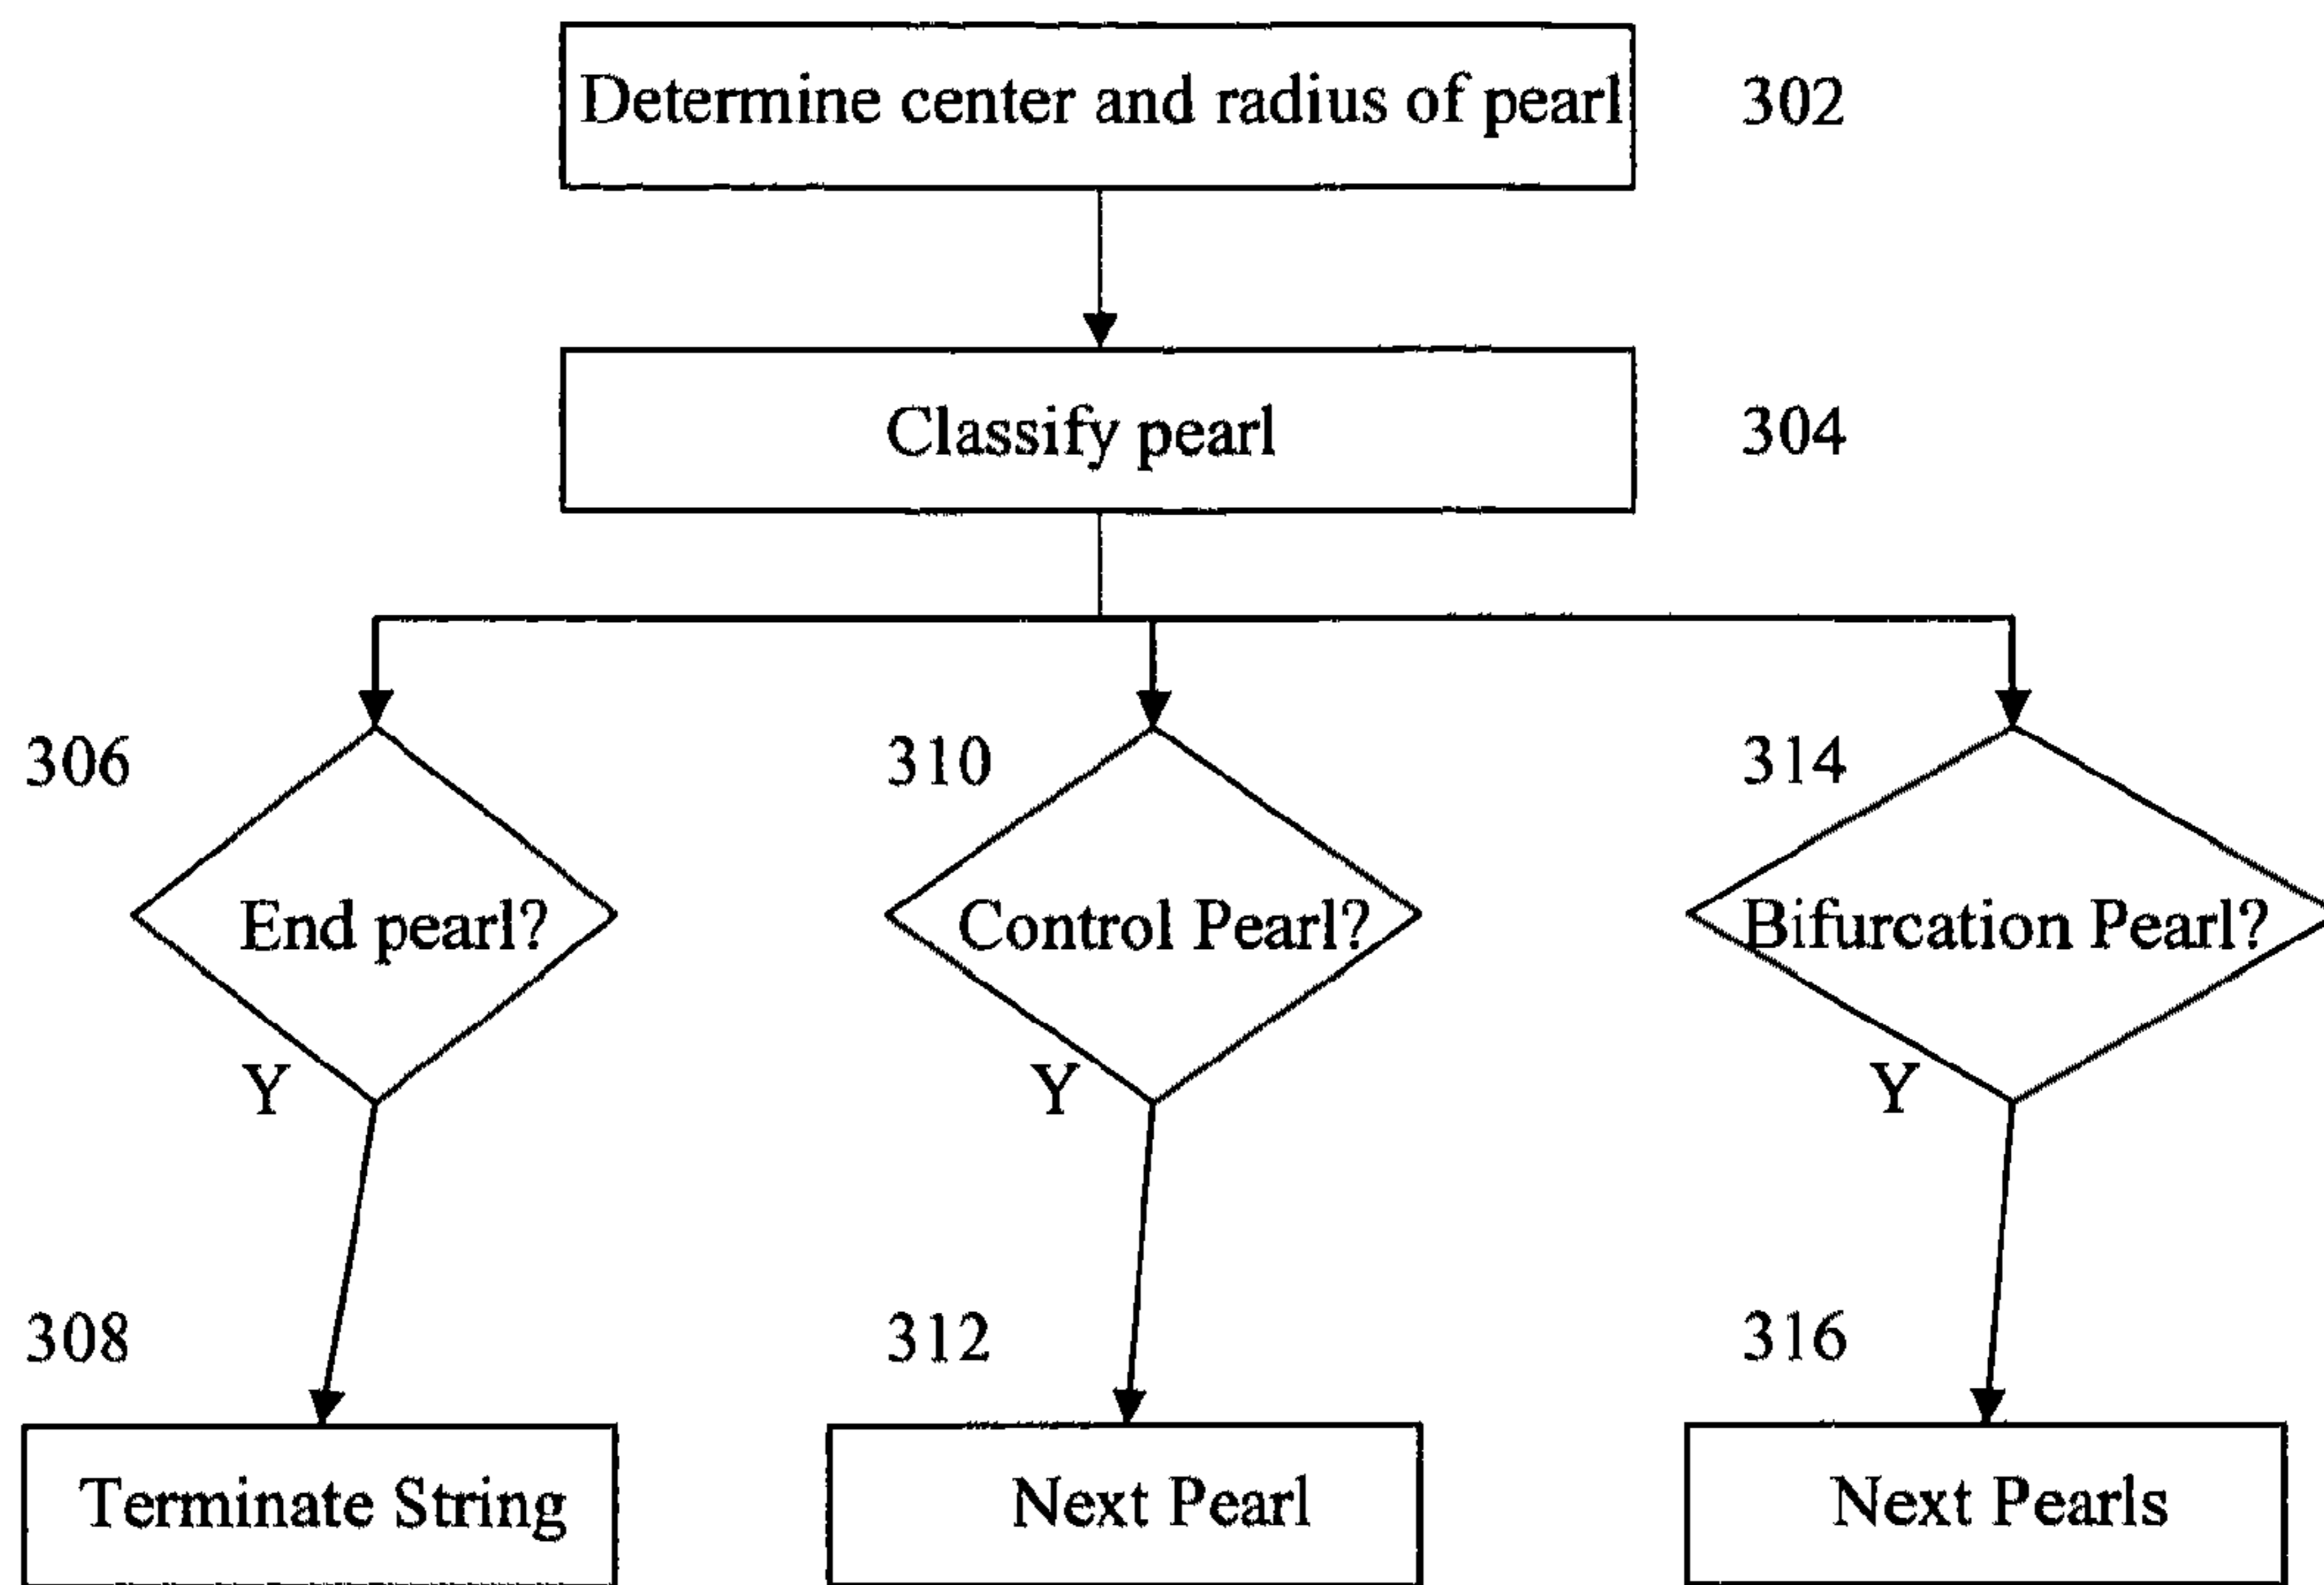 Determine center and radius of pearl
302
Classify pearl
304
306
310
314
End pearl?
Control Pearl?
Bifurcation Pearl?
Y
Y
Y
308
312
316
Terminate String
Next Pearl
Next Pearls